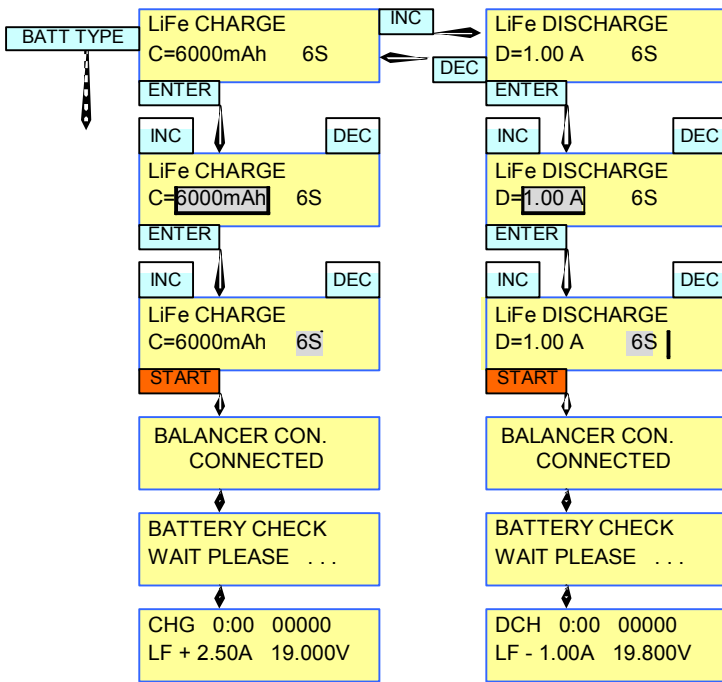 BATT TYPE
LiFe CHARGE
C=6000mAh 6S
INC
DEC
LiFe DISCHARGE
D=1.00 A 6S
ENTER
ENTER
INC
DEC
INC
DEC
LiFe CHARGE
C=6000mAh 6S
LiFe DISCHARGE
D=1.00 A 6S
ENTER
ENTER
INC
DEC
INC
DEC
LiFe CHARGE
C=6000mAh 6S
LiFe DISCHARGE
D=1.00 A 6S
START
START
BALANCER CON.
CONNECTED
BALANCER CON.
CONNECTED
BATTERY CHECK
WAIT PLEASE . . .
BATTERY CHECK
WAIT PLEASE . . .
CHG 0:00 00000
LF + 2.50A 19.000V
DCH 0:00 00000
LF - 1.00A 19.800V